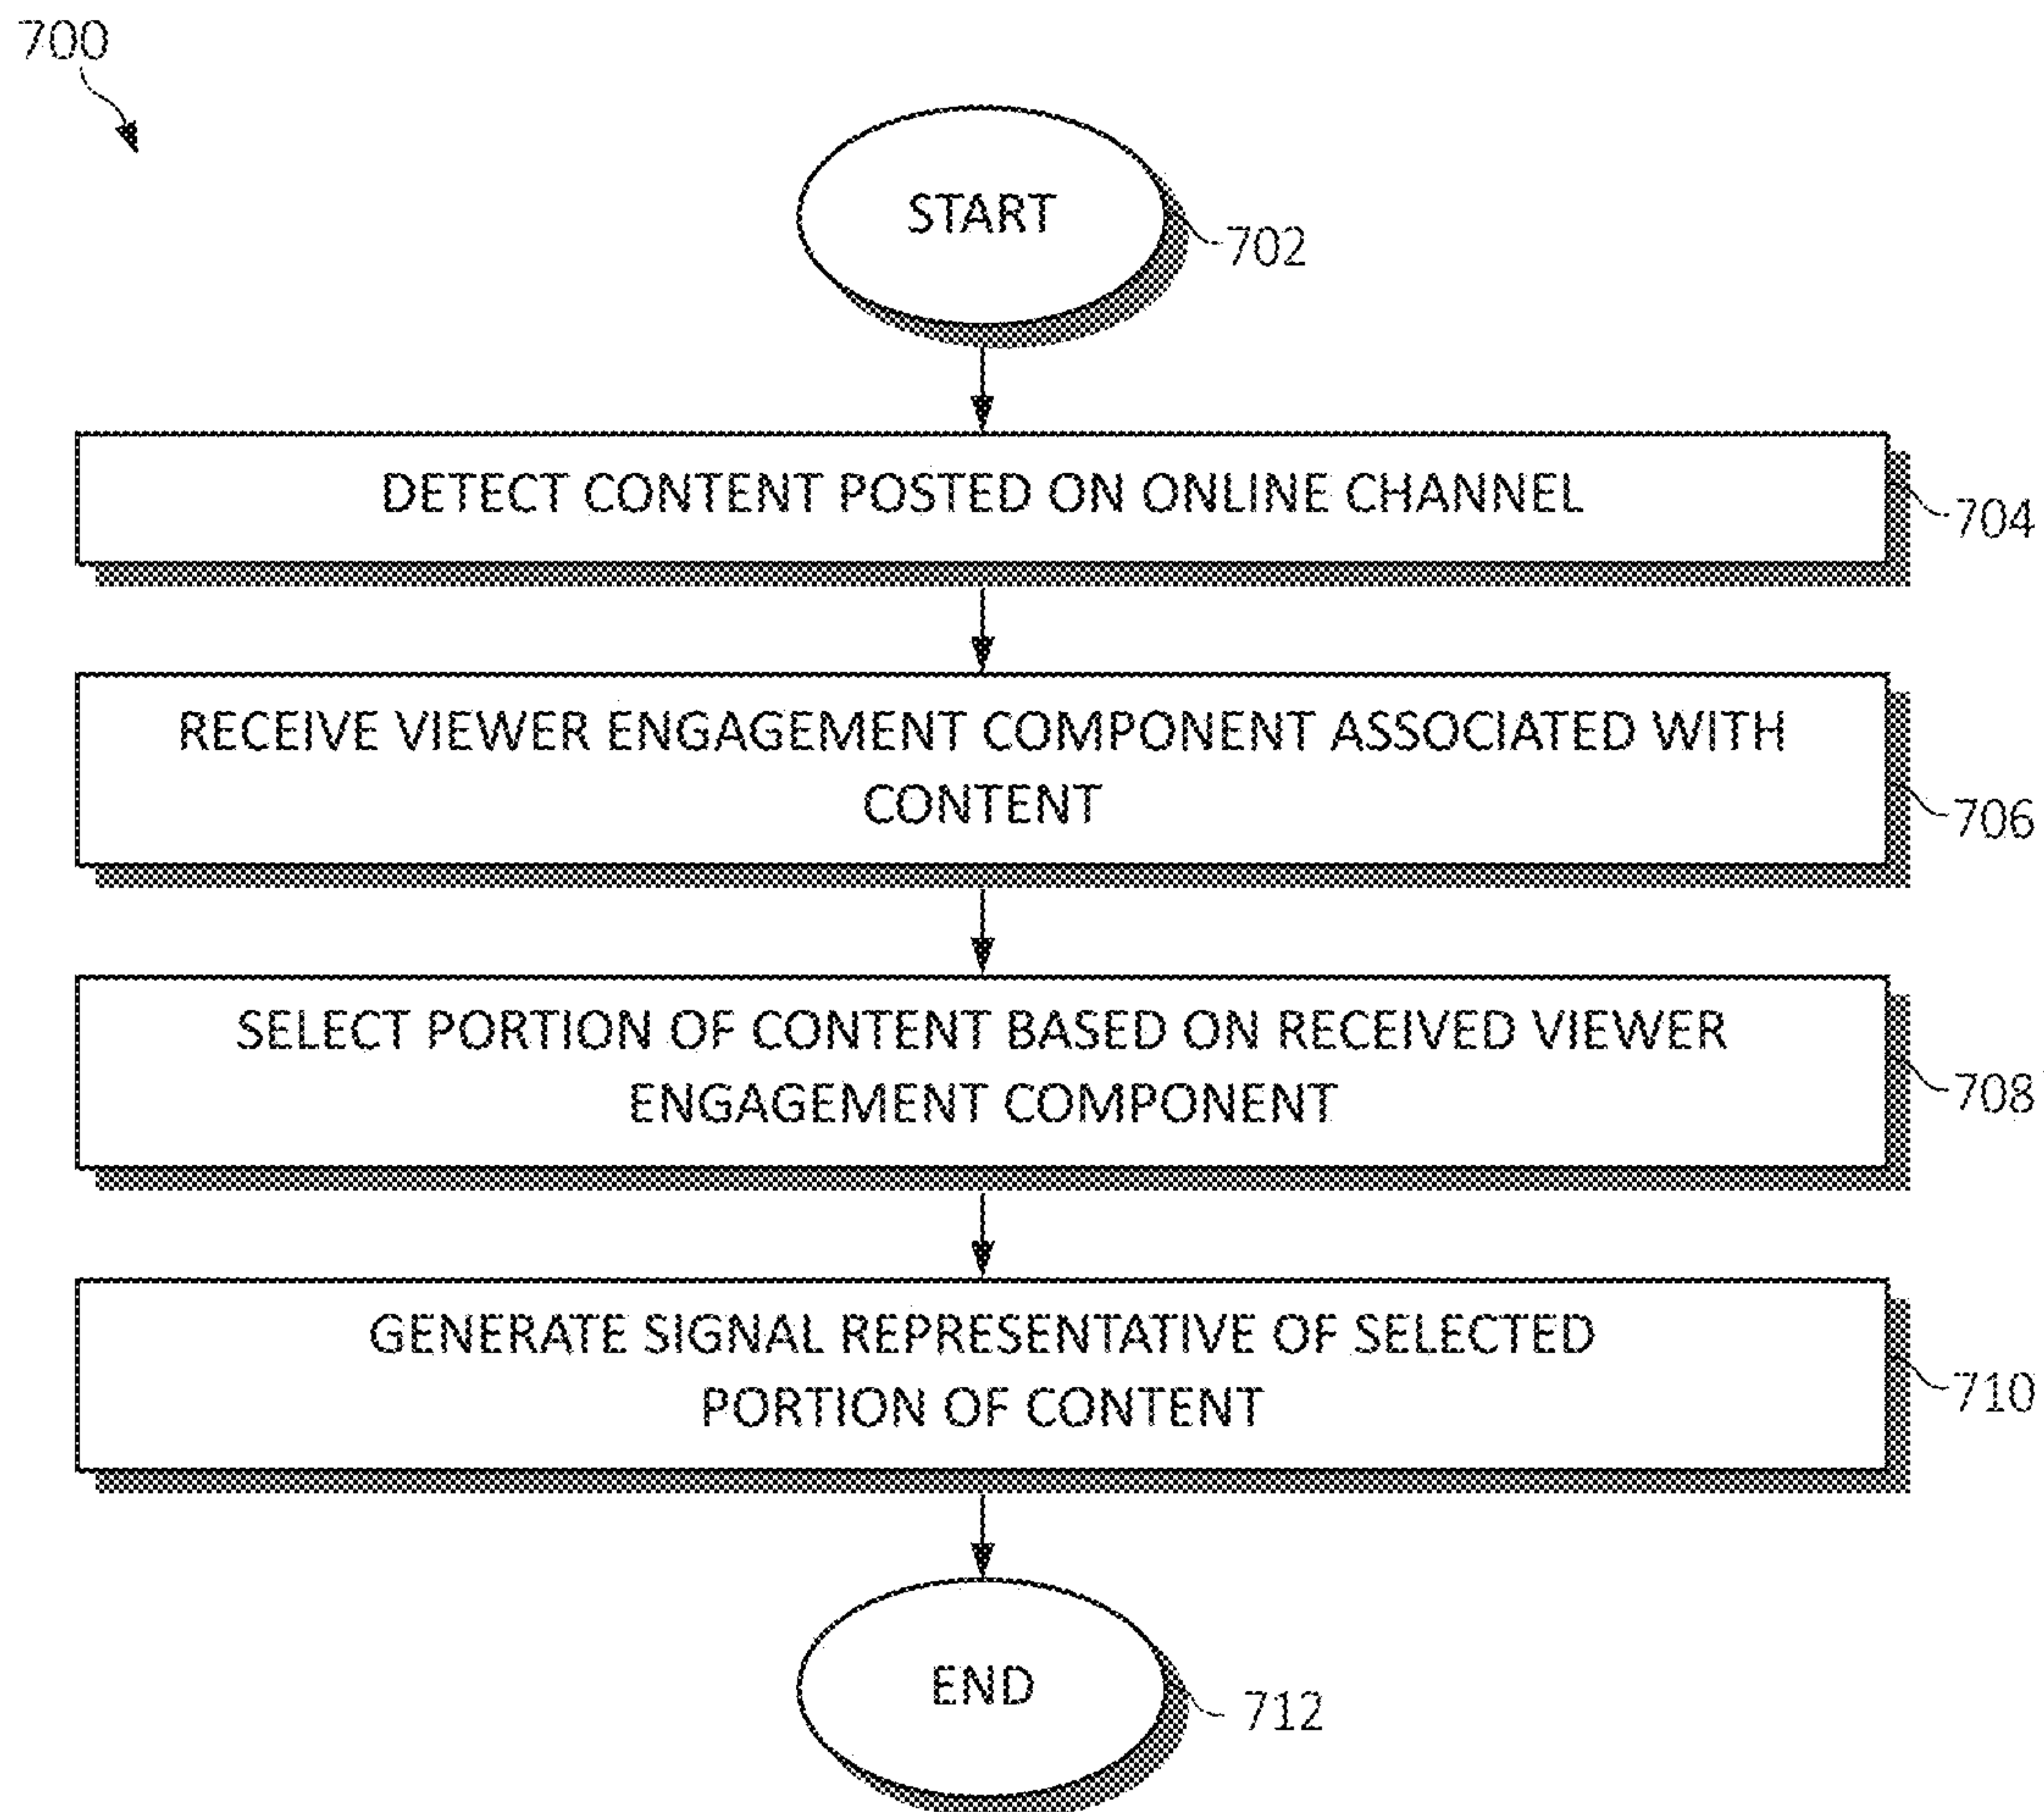 700
START
702
DETECT CONTENT POSTED ON ONLINE CHANNEL
704
RECEIVE VIEWER ENGAGEMENT COMPONENT ASSOCIATED WITH
CONTENT
706
SELECT PORTION OF CONTENT BASED ON RECEIVED VIEWER
ENGAGEMENT COMPONENT
708
GENERATE SIGNAL REPRESENTATIVE OF SELECTED
PORTION OF CONTENT
710
END
712